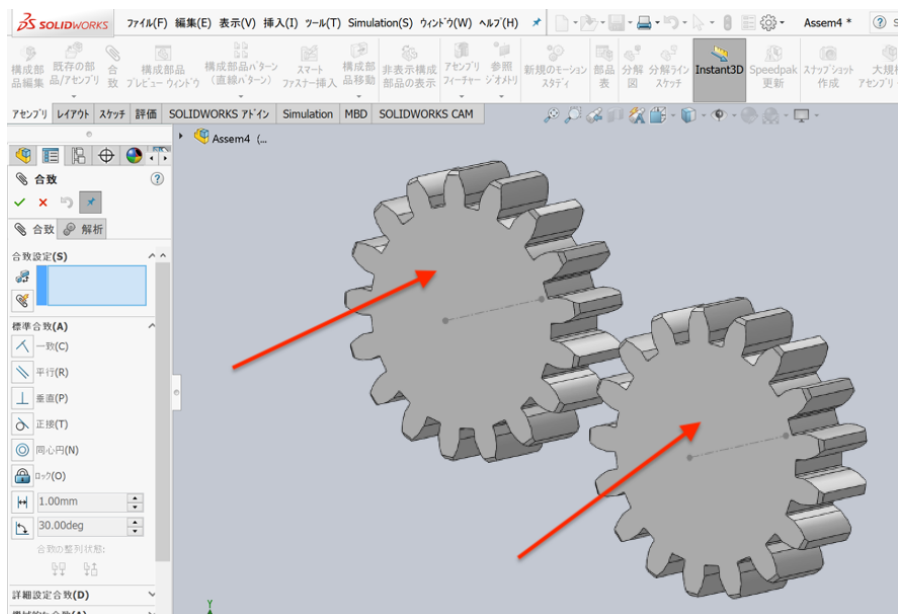 SOLIDWORKS ファイル(F) 編集(E) 表示(V) 挿入(I) ツール(T) Simulation(S) ウィンドウ(W) ヘルプ(H) Assem4 * S
構成部品編集 既存の部品/アセンブリ 合致 構成部品プレビュー ウィンドウ 構成部品パターン(直線パターン) スマート ファスナー挿入 構成部品移動 非表示構成部品の表示 アセンブリ フィーチャー 参照 ジオメトリ 新規のモーション スタディ 部品表 分解図 分解ライン スケッチ Instant3D Speedpak 更新 スナップショット 作成 大規模 アセンブリ
アセンブリ レイアウト スケッチ 評価 SOLIDWORKS アドイン Simulation MBD SOLIDWORKS CAM
Assem4 (...
合致
合致 解析
合致設定(S)
標準合致(A)
一致(C)
平行(R)
垂直(P)
正接(T)
同心円(N)
ロック(O)
1.00mm
30.00deg
合致の整列状態:
詳細設定合致(D)
機械的な合致(A)
Y